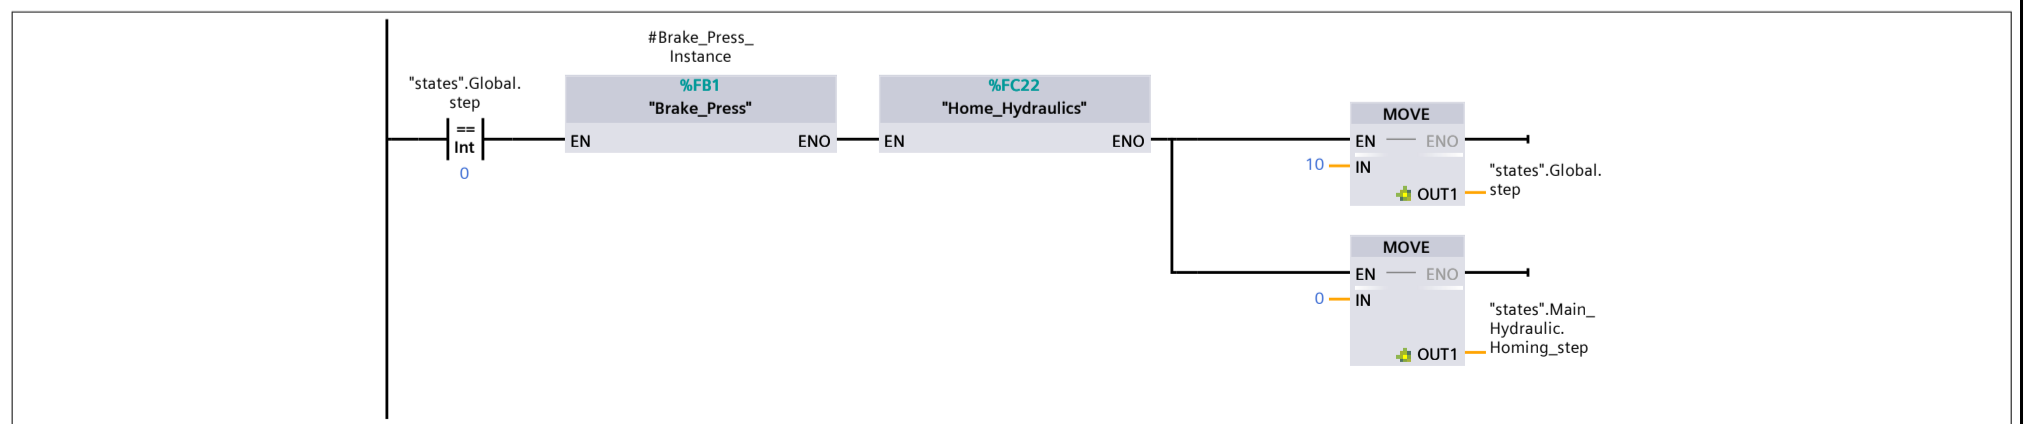 #Brake_Press_
Instance
"states".Global.
step
%FB1
"Brake_Press"
%FC22
"Home_Hydraulics"
==
Int
0
EN
ENO
EN
ENO
MOVE
EN
ENO
10
IN
OUT1
"states".Global.
step
MOVE
EN
ENO
0
IN
OUT1
"states".Main_
Hydraulic.
Homing_step